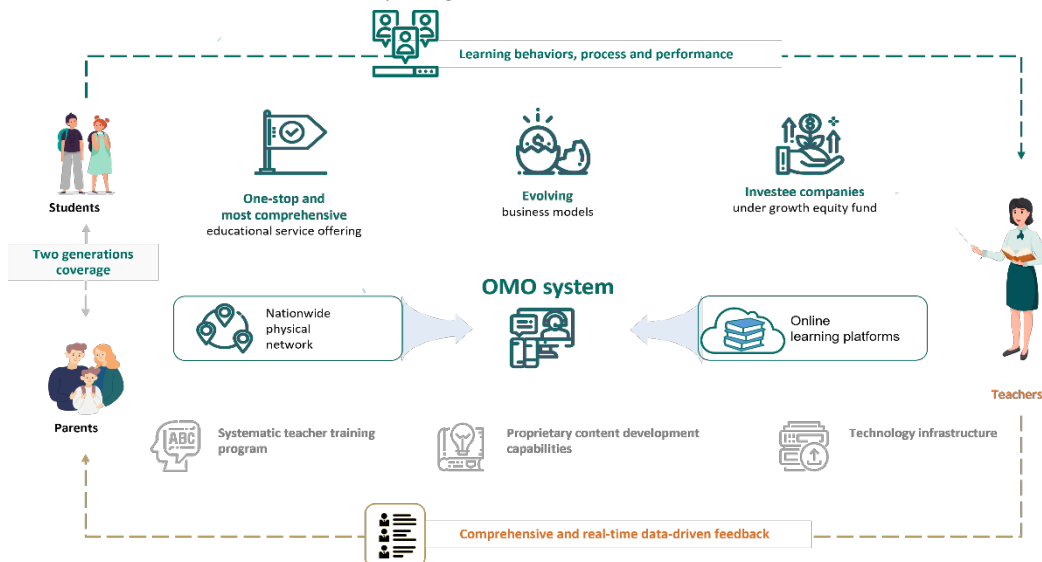 Learning behaviors, process and performance
Students
One-stop and
most comprehensive
educational service offering
Evolving
business models
Investee companies
under growth equity fund
Two generations
coverage
OMO system
Nationwide
physical
network
Online
learning platforms
Parents
Teachers
ABC
Systematic teacher training
program
Proprietary content development
capabilities
Technology infrastructure
Comprehensive and real-time data-driven feedback